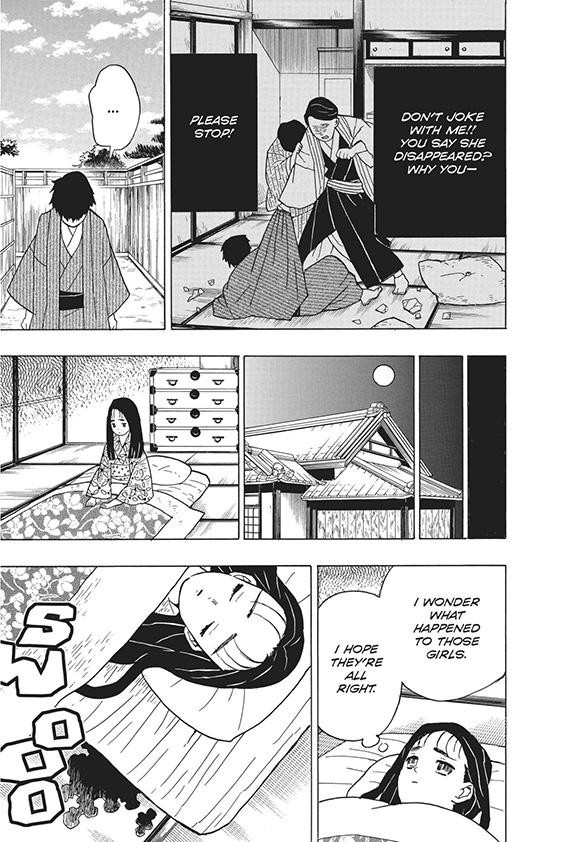 DON'T JOKE
WITH ME!!
YOU SAY SHE
DISAPPEARED?
WHY YOU—
PLEASE
STOP!
...
I WONDER
WHAT
HAPPENED
TO THOSE
GIRLS.
I HOPE
THEY'RE
ALL
RIGHT.
SWOOO